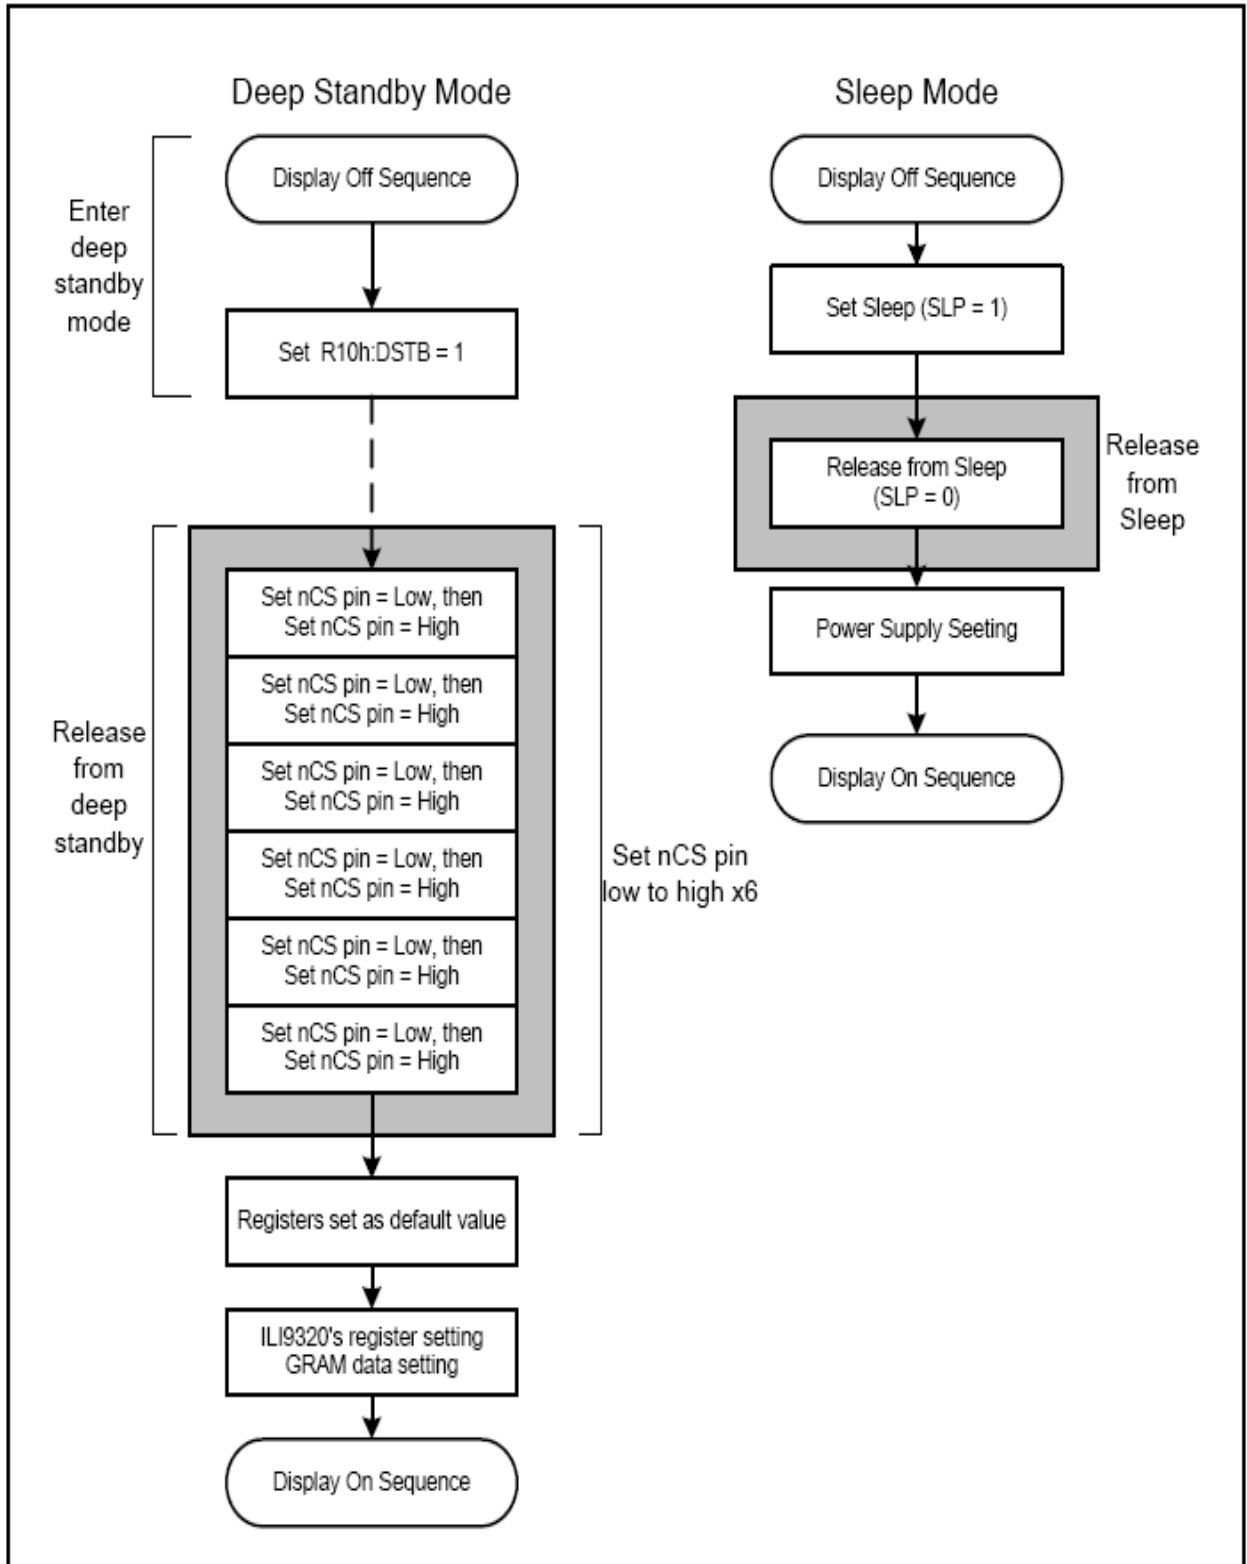 Deep Standby Mode
Display Off Sequence
Enter
deep
standby
mode
Set R10h:DSTB = 1
Set nCS pin = Low, then
Set nCS pin = High
Set nCS pin = Low, then
Set nCS pin = High
Set nCS pin = Low, then
Set nCS pin = High
Set nCS pin = Low, then
Set nCS pin = High
Set nCS pin = Low, then
Set nCS pin = High
Set nCS pin = Low, then
Set nCS pin = High
Release
from
deep
standby
Set nCS pin
low to high x6
Registers set as default value
ILI9320's register setting
GRAM data setting
Display On Sequence
Sleep Mode
Display Off Sequence
Set Sleep (SLP = 1)
Release from Sleep
(SLP = 0)
Release
from
Sleep
Power Supply Seeting
Display On Sequence